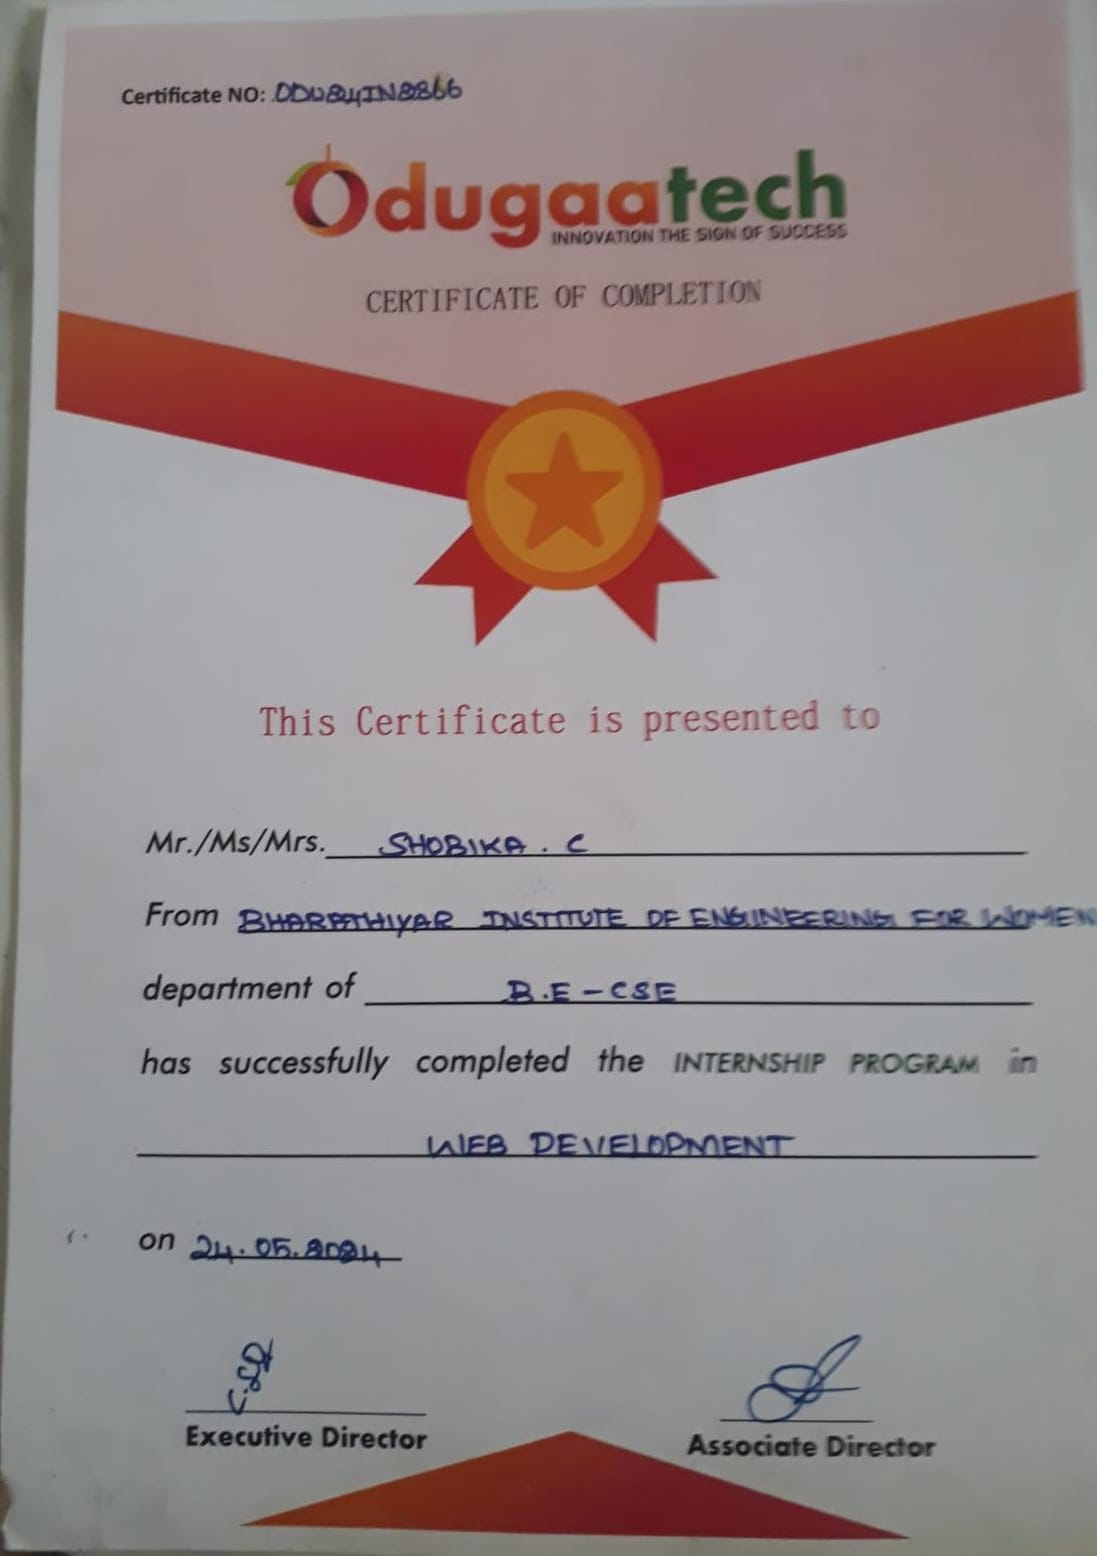 Certificate NO: ODU24IN8866
Odugaatech
INNOVATION THE SIGN OF SUCCESS
CERTIFICATE OF COMPLETION
This Certificate is presented to
Mr./Ms/Mrs. SHOBIKA . C
From BHARATHIYAR INSTITUTE OF ENGINEERING FOR WOMEN
department of B.E - CSE
has successfully completed the INTERNSHIP PROGRAM in
WEB DEVELOPMENT
on 24.05.2024
Executive Director Associate Director